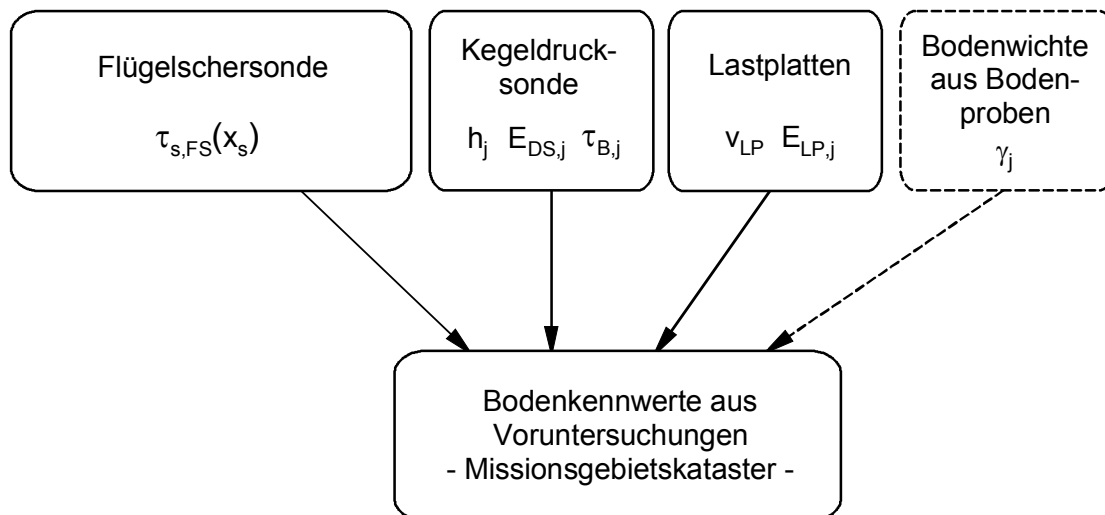 Flügelschersonde
τs,FS(xs)
Kegeldruck-
sonde
hj EDS,j τB,j
Lastplatten
vLP ELP,j
Bodenwichte
aus Boden-
proben
γj
Bodenkennwerte aus
Voruntersuchungen
- Missionsgebietskataster -